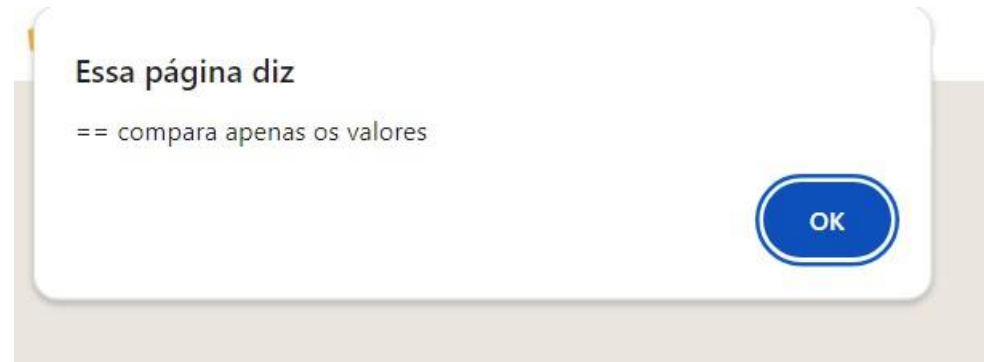 Essa página diz
== compara apenas os valores
OK